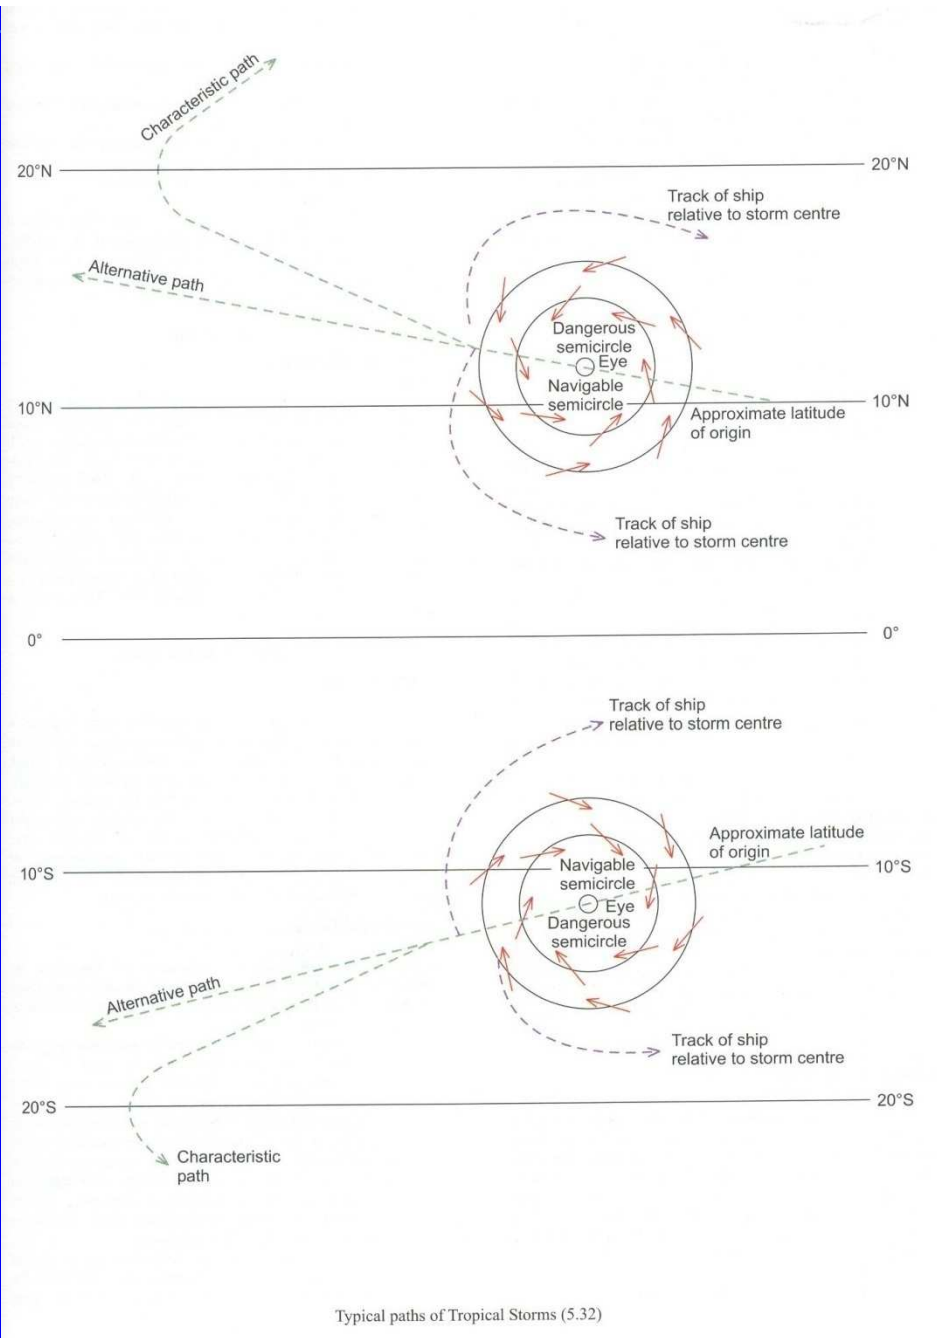 Characteristic path
20°N
20°N
Track of ship
relative to storm centre
Alternative path
Dangerous
semicircle
Eye
Navigable
semicircle
10°N
10°N
Approximate latitude
of origin
Track of ship
relative to storm centre
0°
0°
Track of ship
relative to storm centre
Approximate latitude
of origin
10°S
10°S
Navigable
semicircle
Eye
Dangerous
semicircle
Alternative path
Track of ship
relative to storm centre
20°S
20°S
Characteristic
path
Typical paths of Tropical Storms (5.32)